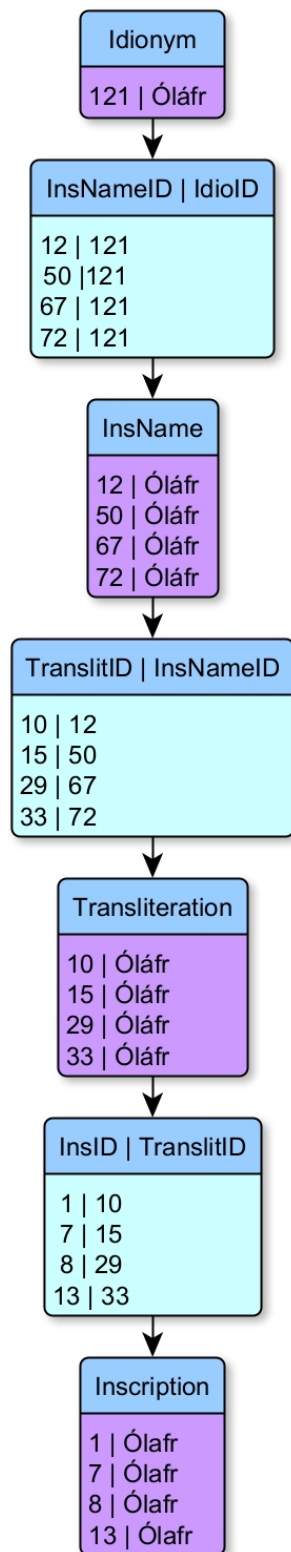 Idionym
121 | Óláfr
InsNameID | IdioID
12 | 121
50 |121
67 | 121
72 | 121
InsName
12 | Óláfr
50 | Óláfr
67 | Óláfr
72 | Óláfr
TranslitID | InsNameID
10 | 12
15 | 50
29 | 67
33 | 72
Transliteration
10 | Óláfr
15 | Óláfr
29 | Óláfr
33 | Óláfr
InsID | TranslitID
1 | 10
7 | 15
8 | 29
13 | 33
Inscription
1 | Ólafr
7 | Ólafr
8 | Ólafr
13 | Ólafr